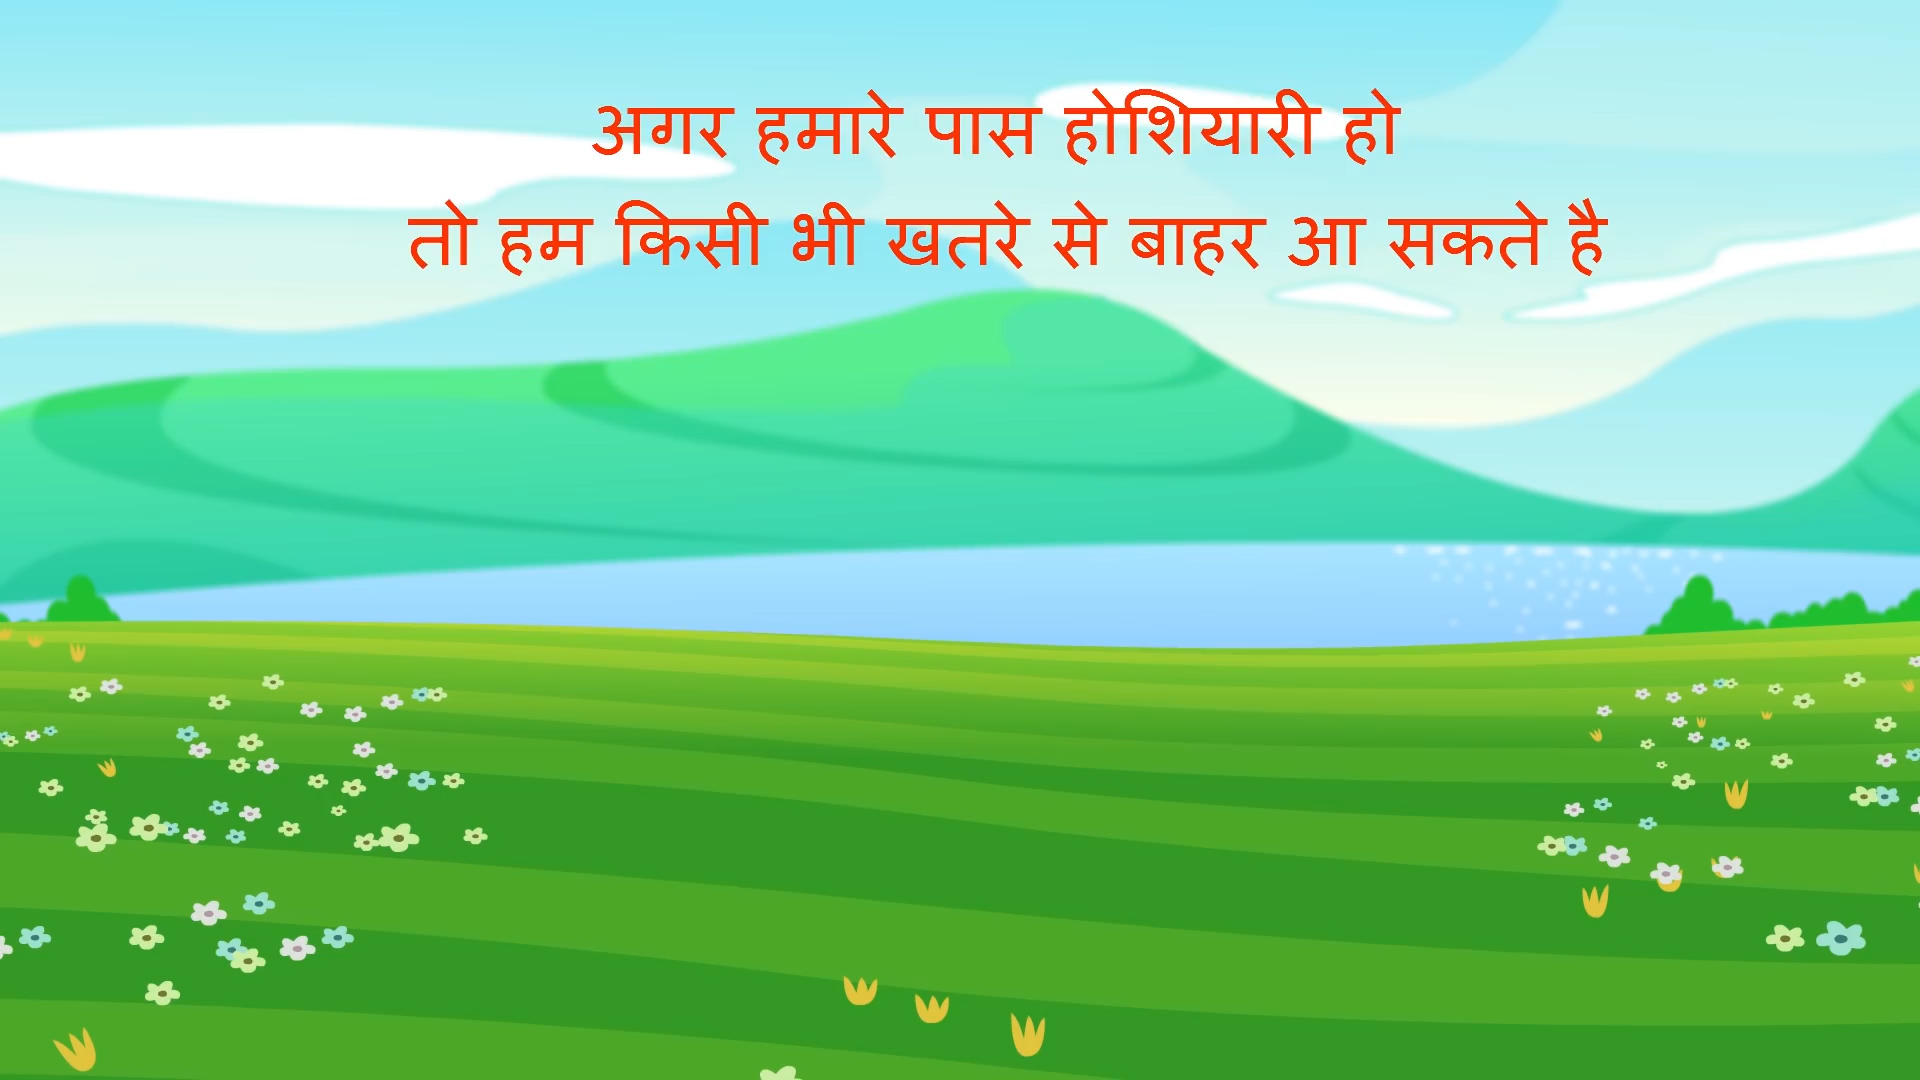 अगर हमारे पास होशियारी हो
तो हम किसी भी खतरे से बाहर आ सकते है